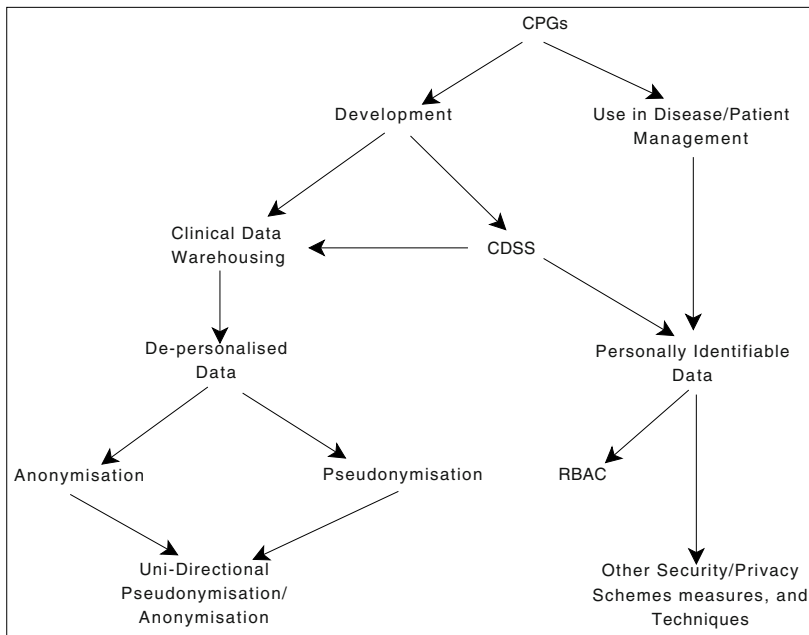 CPGs
Development
Use in Disease/Patient
Management
Clinical Data
Warehousing
CDSS
De-personalised
Data
Personally Identifiable
Data
Anonymisation
Pseudonymisation
RBAC
Uni-Directional
Pseudonymisation/
Anonymisation
Other Security/Privacy
Schemes measures, and
Techniques